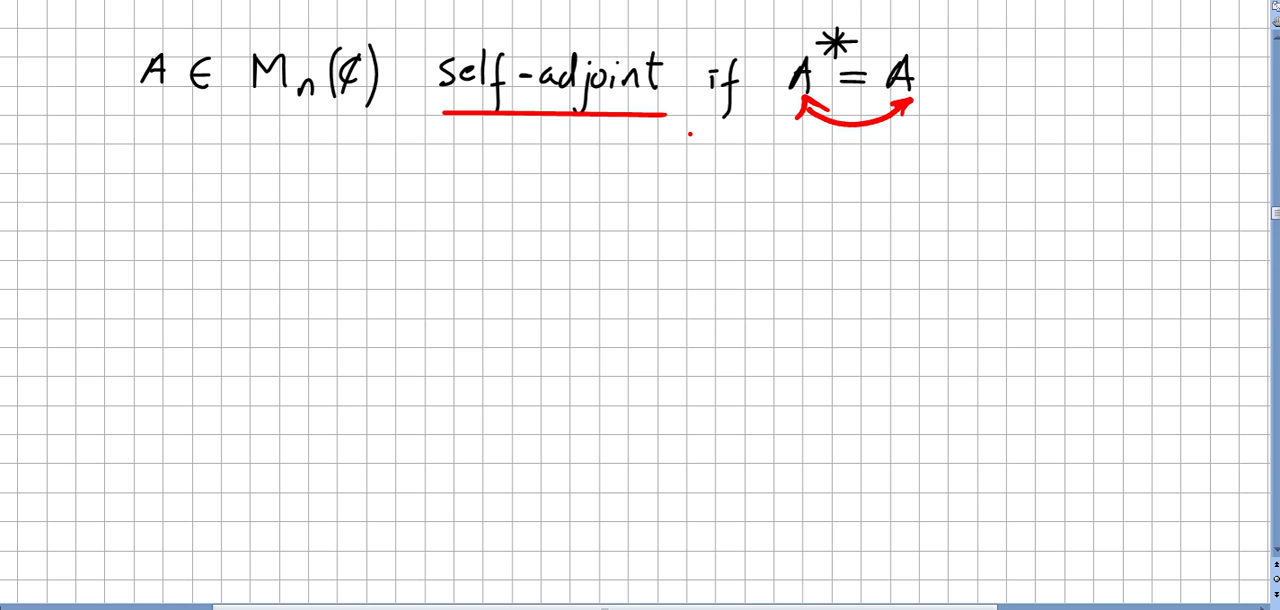 A ∈ Mₙ(ℂ) self-adjoint if A* = A